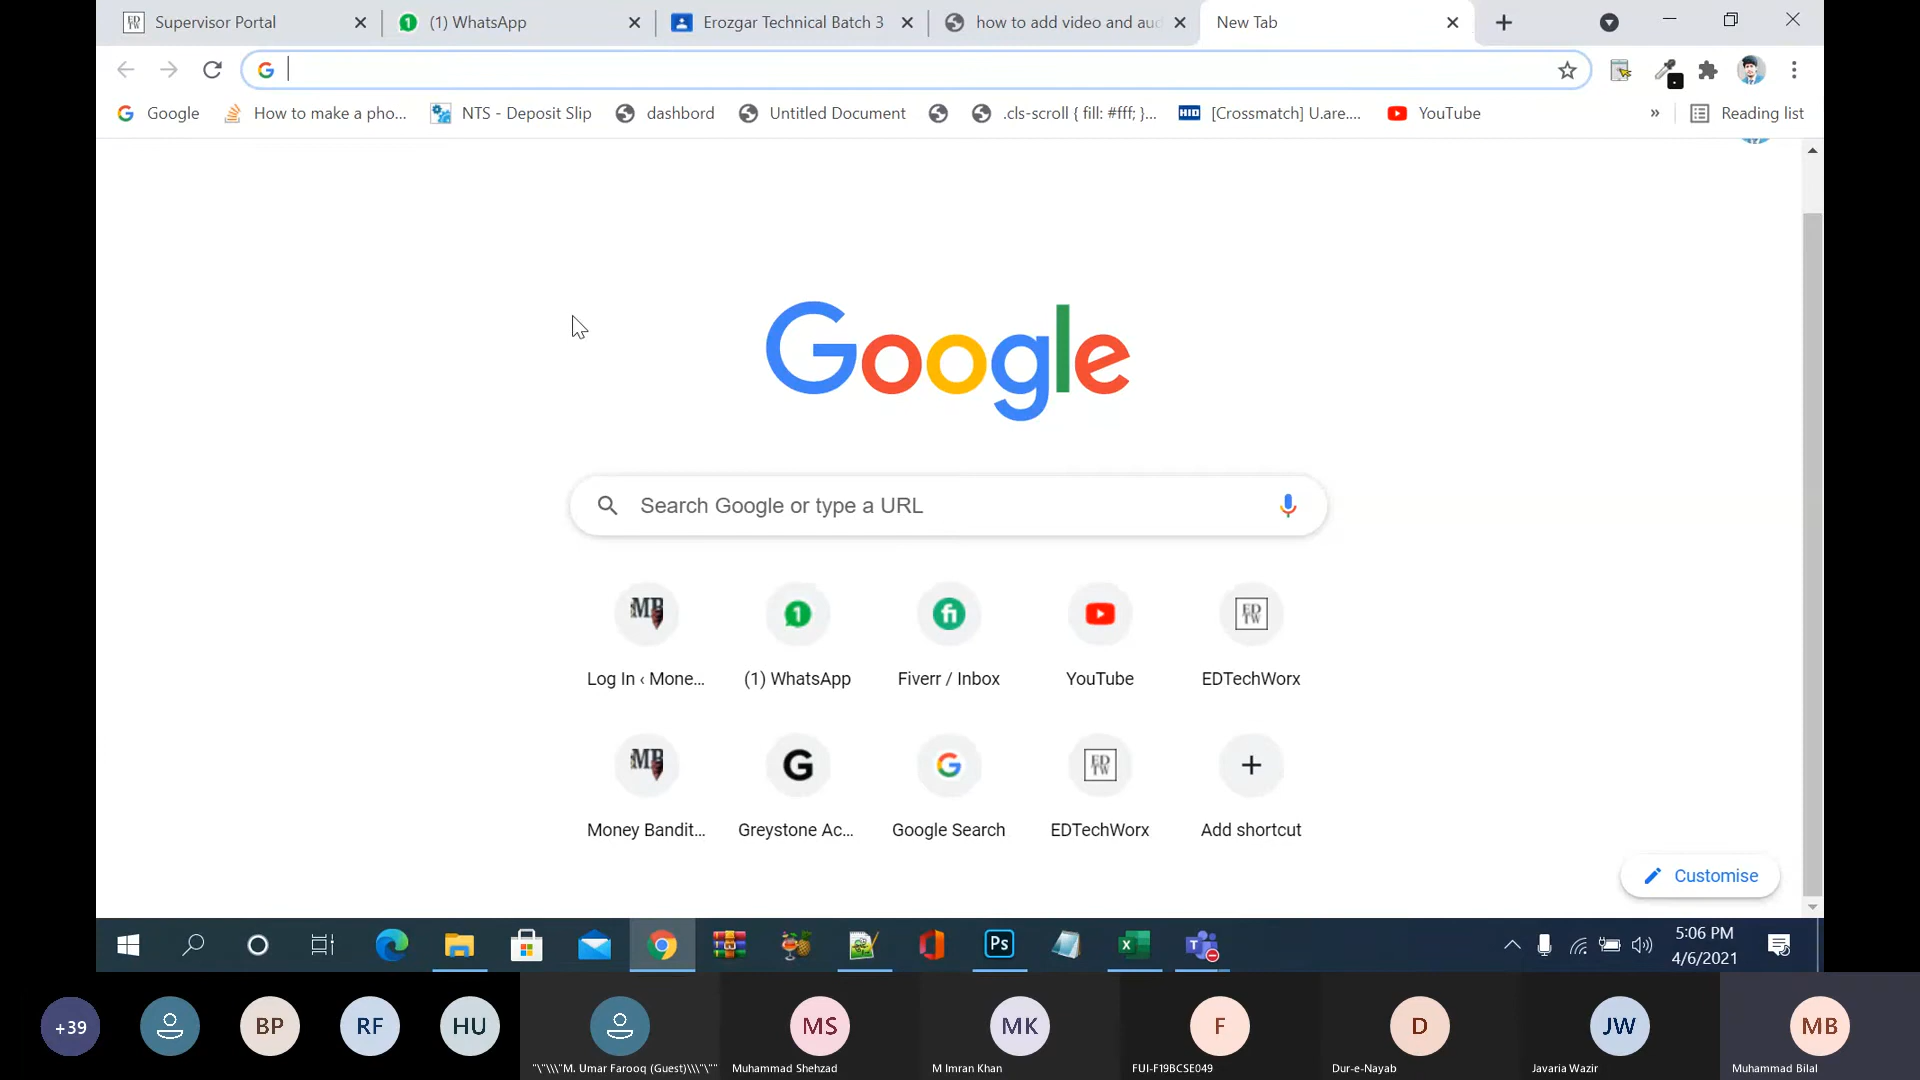 Supervisor Portal
(1) WhatsApp
Erozgar Technical Batch 3
how to add video and au
New Tab
Google
How to make a pho...
NTS - Deposit Slip
dashbord
Untitled Document
.cls-scroll { fill: #fff; }...
HID
[Crossmatch] U.are....
YouTube
»
Reading list
Google
Search Google or type a URL
Log In ‹ Mone...
(1) WhatsApp
Fiverr / Inbox
YouTube
EDTechWorx
Money Bandit...
Greystone Ac...
Google Search
EDTechWorx
Add shortcut
Customise
Ps
5:06 PM
4/6/2021
+39
BP
RF
HU
MS
MK
F
D
JW
MB
"\"\\\"M. Umar Farooq (Guest)\\\"\""
Muhammad Shehzad
M Imran Khan
FUI-F19BCSE049
Dur-e-Nayab
Javaria Wazir
Muhammad Bilal